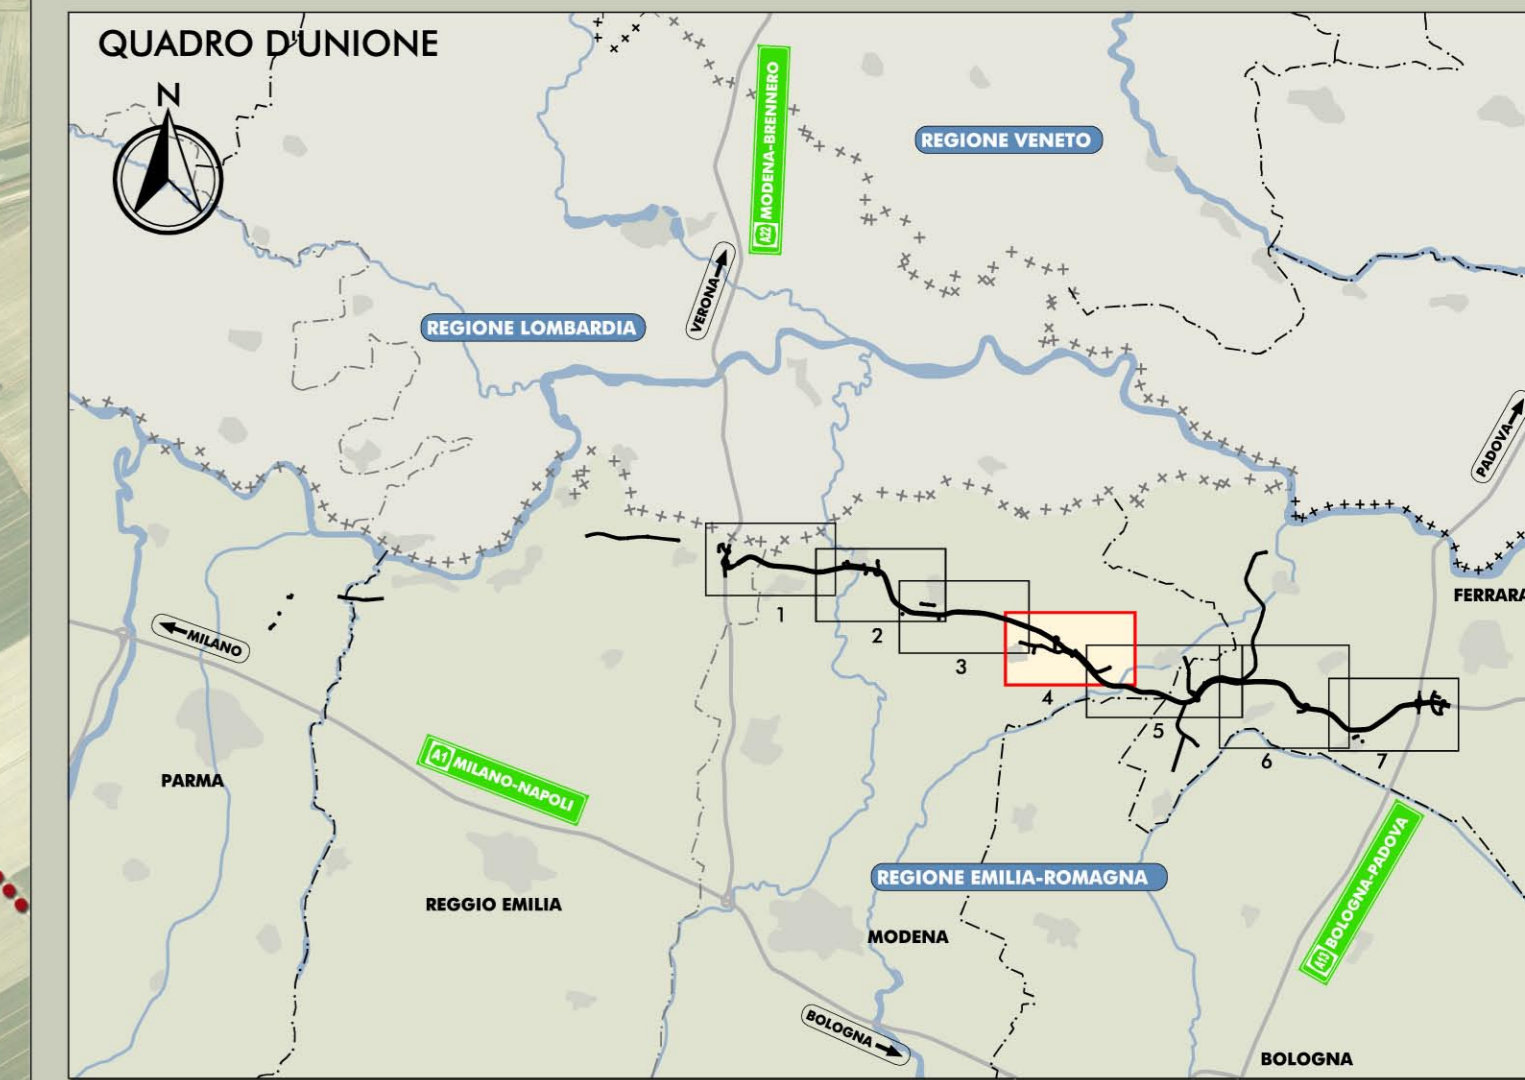 QUADRO D'UNIONE
N
A22 MODENA-BRENNERO
REGIONE VENETO
VERONA
REGIONE LOMBARDIA
PADOVA
FERRARA
MILANO
1
2
3
4
5
6
7
PARMA
A1 MILANO-NAPOLI
REGGIO EMILIA
REGIONE EMILIA-ROMAGNA
MODENA
A13 BOLOGNA-PADOVA
BOLOGNA
BOLOGNA